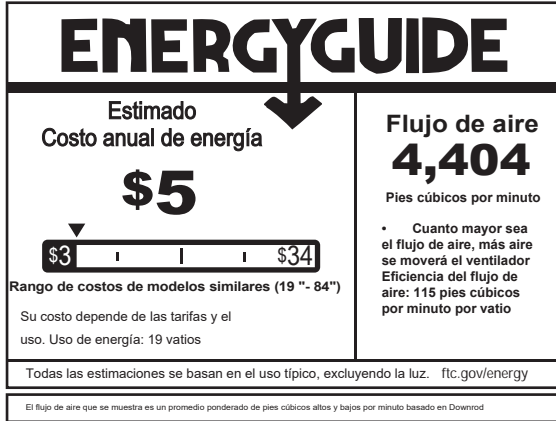 ENERGYGUIDE
Estimado
Costo anual de energía
$5
$3
$34
Rango de costos de modelos similares (19 "- 84")
Su costo depende de las tarifas y el
uso. Uso de energía: 19 vatios
Flujo de aire
4,404
Pies cúbicos por minuto
• Cuanto mayor sea
el flujo de aire, más aire
se moverá el ventilador
Eficiencia del flujo de
aire: 115 pies cúbicos
por minuto por vatio
Todas las estimaciones se basan en el uso típico, excluyendo la luz. ftc.gov/energy
El flujo de aire que se muestra es un promedio ponderado de pies cúbicos altos y bajos por minuto basado en Downrod